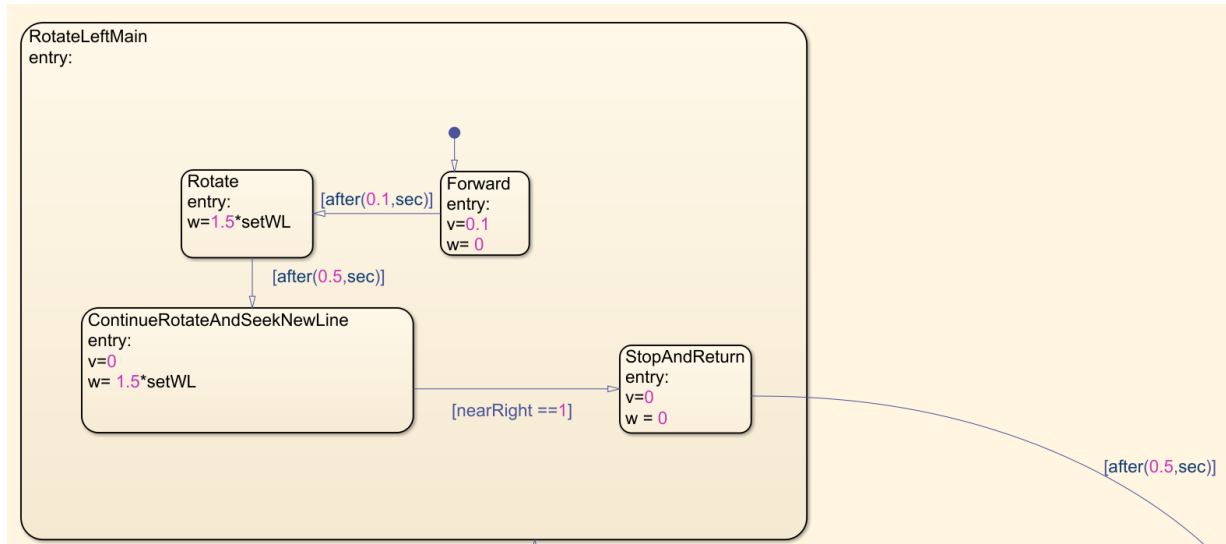 RotateLeftMain
entry:
Rotate
entry:
w=1.5*setWL
[after(0.1,sec)]
Forward
entry:
v=0.1
w= 0
[after(0.5,sec)]
ContinueRotateAndSeekNewLine
entry:
v=0
w= 1.5*setWL
[nearRight ==1]
StopAndReturn
entry:
v=0
w = 0
[after(0.5,sec)]